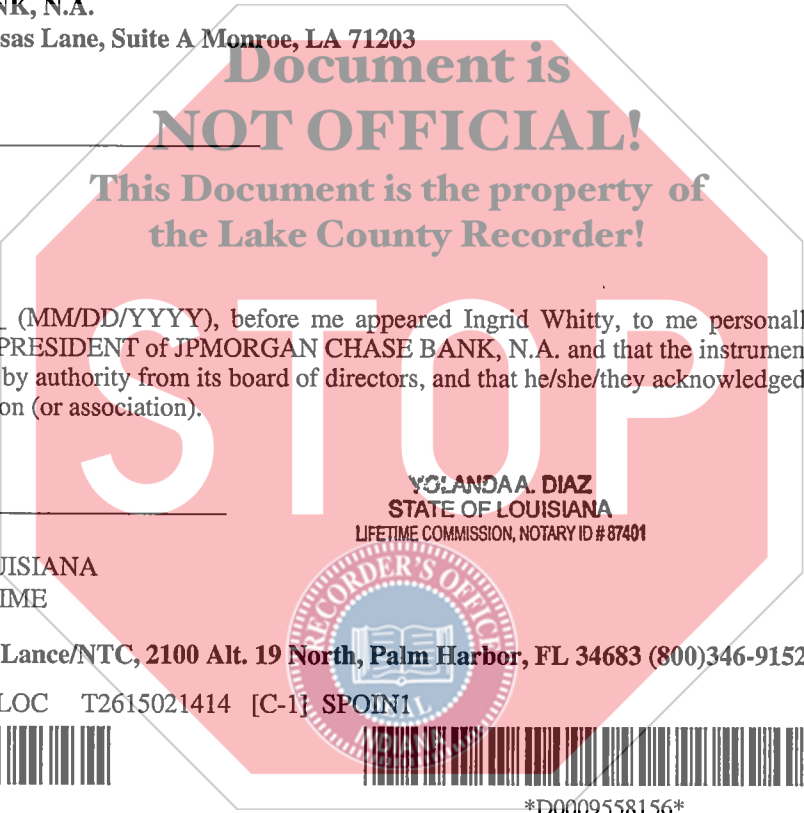 NK, N.A.
sas Lane, Suite A Monroe, LA 71203
Document is
NOT OFFICIAL!
This Document is the property of
the Lake County Recorder!
(MM/DD/YYYY), before me appeared Ingrid Whitty, to me personall
PRESIDENT of JPMORGAN CHASE BANK, N.A. and that the instrumen
by authority from its board of directors, and that he/she/they acknowledged
on (or association).
STOP
YOLANDA A. DIAZ
STATE OF LOUISIANA
LIFETIME COMMISSION, NOTARY ID # 87401
UISIANA
IME
RECORDER'S OFFICE
Lance/NTC, 2100 Alt. 19 North, Palm Harbor, FL 34683 (800)346-9152
LOC T2615021414 [C-1] SPOIN1
INDIANA
*D0009558156*